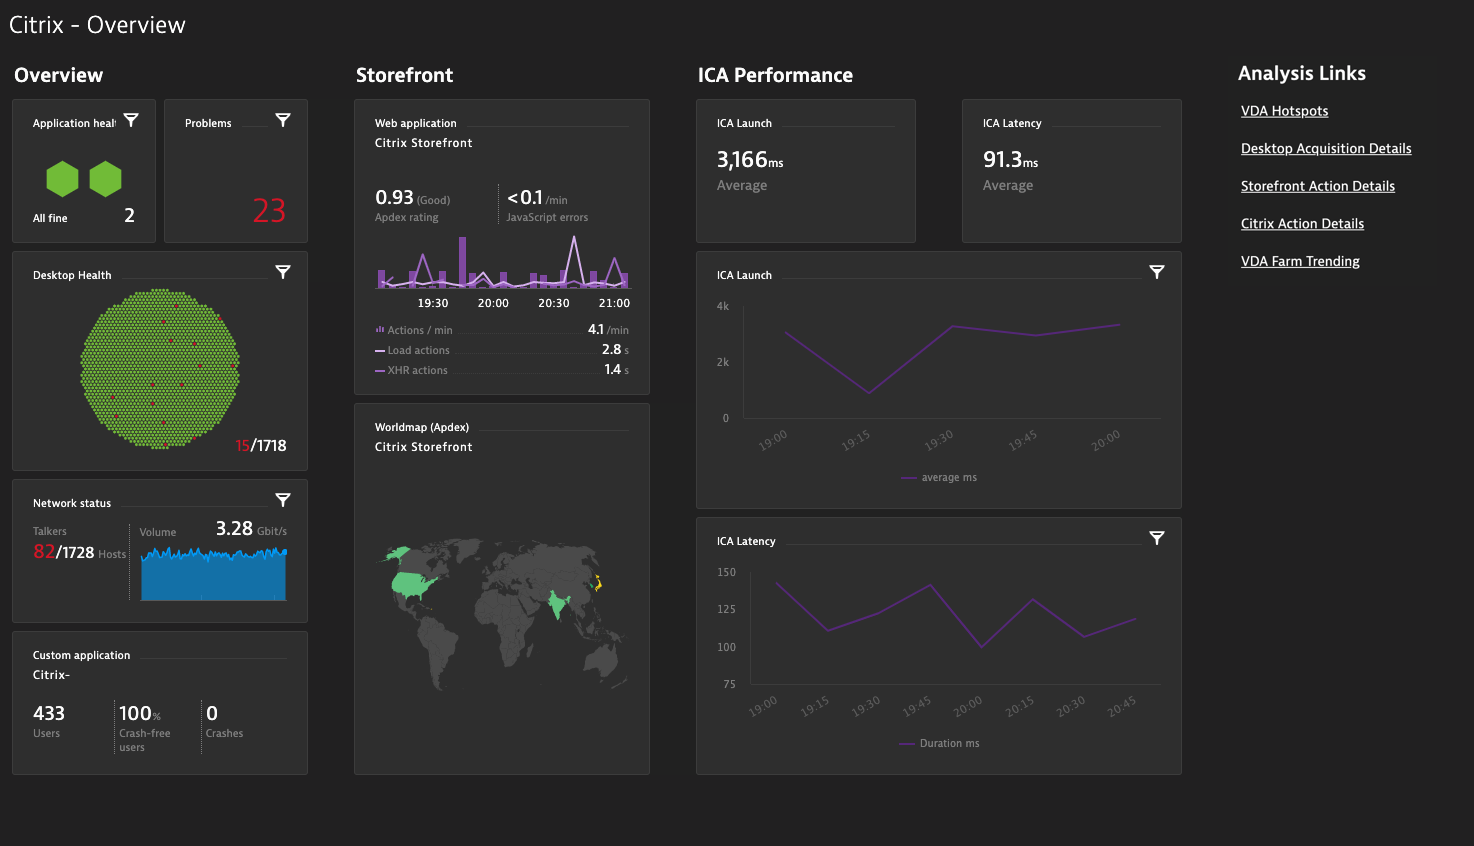 Citrix - Overview
Overview
Application healt
All fine 2
Problems
23
Desktop Health
15/1718
Network status
Talkers
82/1728 Hosts
Volume 3.28 Gbit/s
Custom application
Citrix-
433
Users
100%
Crash-free
users
0
Crashes
Storefront
Web application
Citrix Storefront
0.93 (Good)
Apdex rating
<0.1 /min
JavaScript errors
19:30 20:00 20:30 21:00
Actions / min 4.1 /min
Load actions 2.8 s
XHR actions 1.4 s
Worldmap (Apdex)
Citrix Storefront
ICA Performance
ICA Launch
3,166ms
Average
ICA Latency
91.3ms
Average
ICA Launch
4k
2k
0
19:00 19:15 19:30 19:45 20:00
average ms
ICA Latency
150
125
100
75
19:00 19:15 19:30 19:45 20:00 20:15 20:30 20:45
Duration ms
Analysis Links
VDA Hotspots
Desktop Acquisition Details
Storefront Action Details
Citrix Action Details
VDA Farm Trending